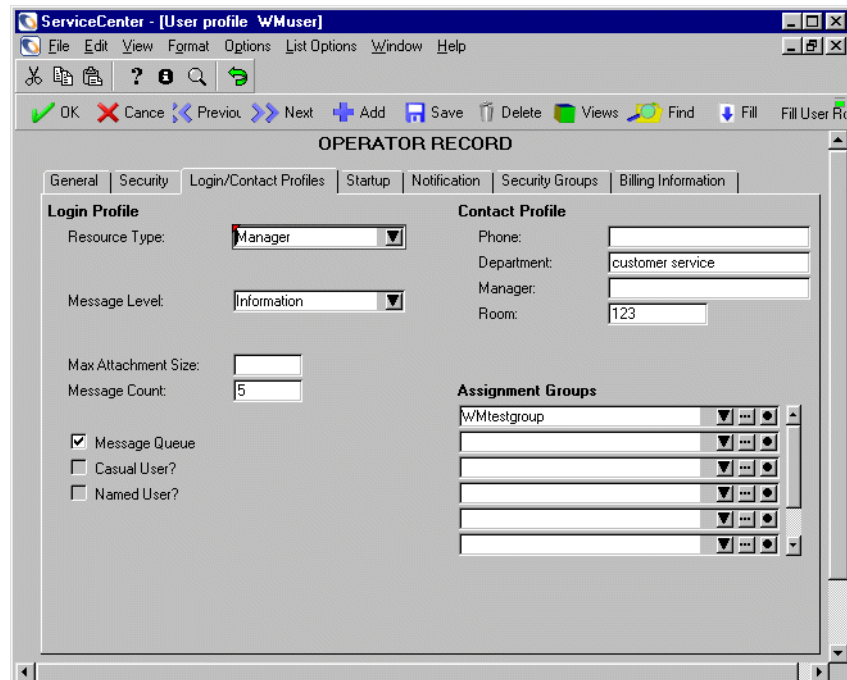 ServiceCenter - [User profile WMuser]
File Edit View Format Options List Options Window Help
OK Cance Previou Next Add Save Delete Views Find Fill Fill User Ro
OPERATOR RECORD
General Security Login/Contact Profiles Startup Notification Security Groups Billing Information
Login Profile
Resource Type: Manager
Message Level: Information
Max Attachment Size:
Message Count: 5
Message Queue
Casual User?
Named User?
Contact Profile
Phone:
Department: customer service
Manager:
Room: 123
Assignment Groups
WMtestgroup